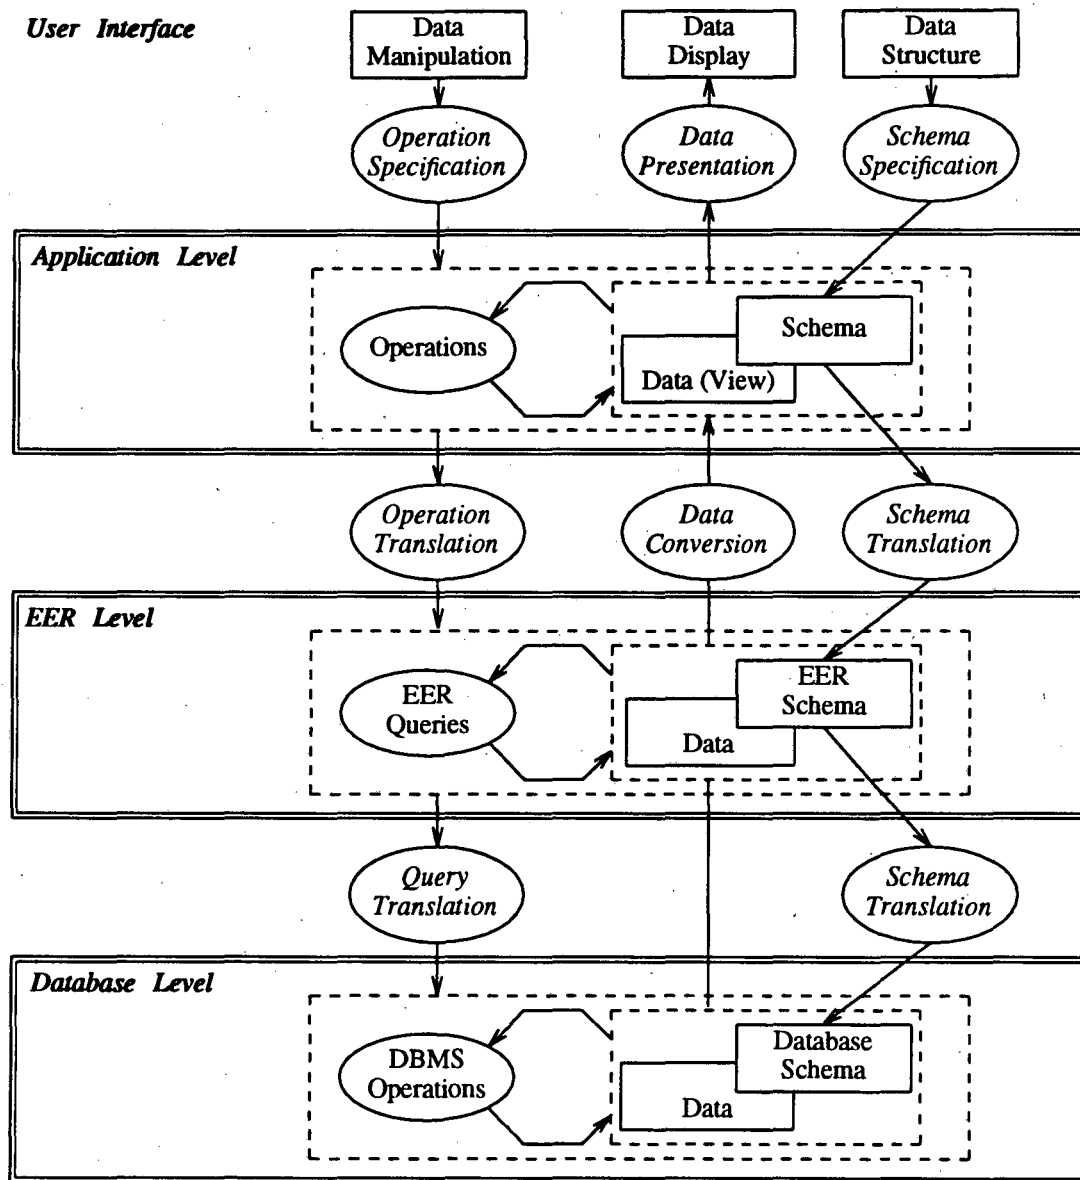 User Interface
Data
Manipulation
Data
Display
Data
Structure
Operation
Specification
Data
Presentation
Schema
Specification
Application Level
Operations
Schema
Data (View)
Operation
Translation
Data
Conversion
Schema
Translation
EER Level
EER
Queries
EER
Schema
Data
Query
Translation
Schema
Translation
Database Level
DBMS
Operations
Database
Schema
Data